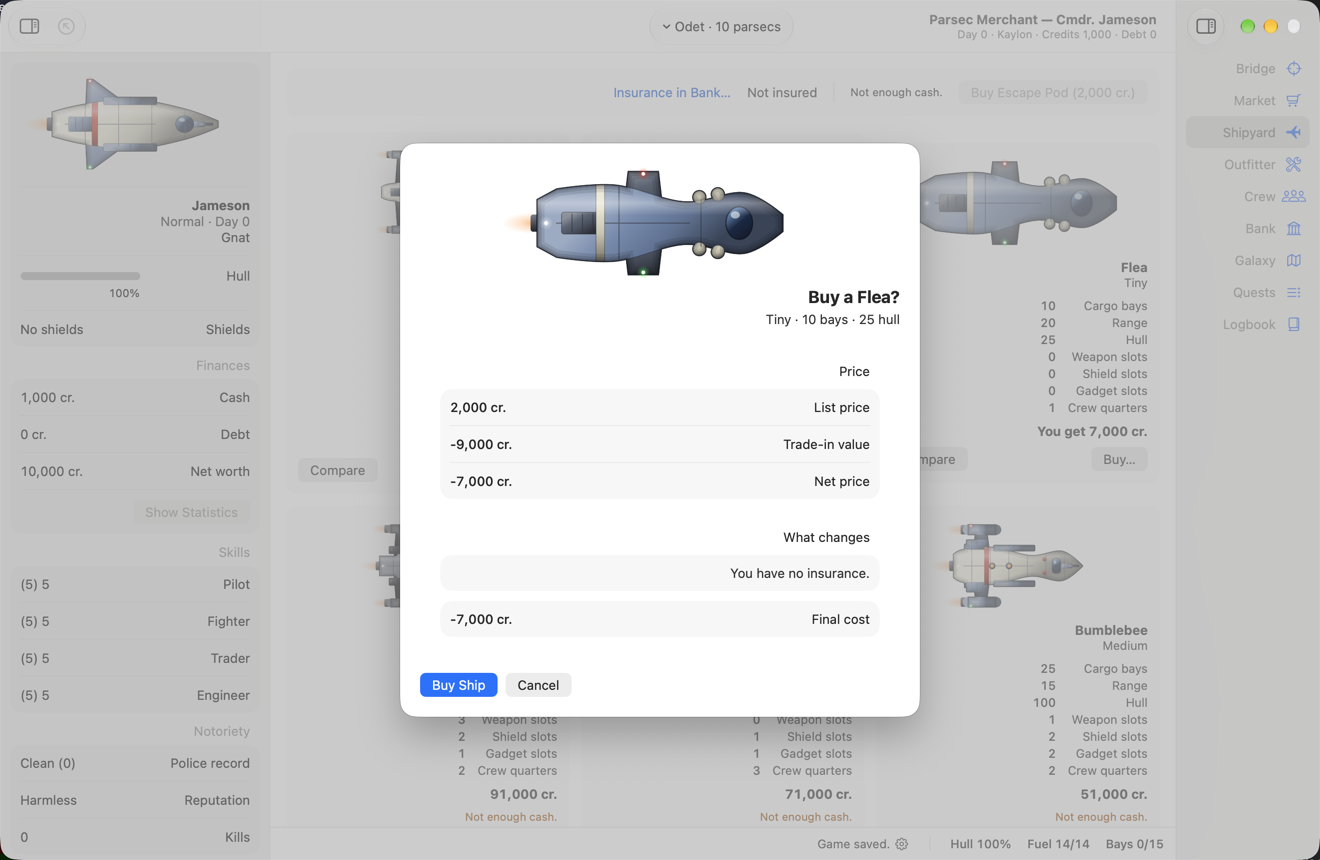 Odet · 10 parsecs
Parsec Merchant — Cmdr. Jameson
Day 0 · Kaylon · Credits 1,000 · Debt 0
Bridge
Market
Shipyard
Outfitter
Crew
Bank
Galaxy
Quests
Logbook
Jameson
Normal · Day 0
Gnat
Hull
100%
No shields Shields
Finances
1,000 cr. Cash
0 cr. Debt
10,000 cr. Net worth
Show Statistics
Skills
(5) 5 Pilot
(5) 5 Fighter
(5) 5 Trader
(5) 5 Engineer
Notoriety
Clean (0) Police record
Harmless Reputation
0 Kills
Insurance in Bank... Not insured Not enough cash. Buy Escape Pod (2,000 cr.)
Compare
Buy a Flea?
Tiny · 10 bays · 25 hull
Price
2,000 cr. List price
-9,000 cr. Trade-in value
-7,000 cr. Net price
What changes
You have no insurance.
-7,000 cr. Final cost
Buy Ship Cancel
Flea
Tiny
10 Cargo bays
20 Range
25 Hull
0 Weapon slots
0 Shield slots
0 Gadget slots
1 Crew quarters
You get 7,000 cr.
mpare Buy...
3 Weapon slots
2 Shield slots
1 Gadget slots
2 Crew quarters
91,000 cr.
Not enough cash.
0 Weapon slots
1 Shield slots
1 Gadget slots
3 Crew quarters
71,000 cr.
Not enough cash.
Bumblebee
Medium
25 Cargo bays
15 Range
100 Hull
1 Weapon slots
2 Shield slots
2 Gadget slots
2 Crew quarters
51,000 cr.
Not enough cash.
Game saved. Hull 100% Fuel 14/14 Bays 0/15